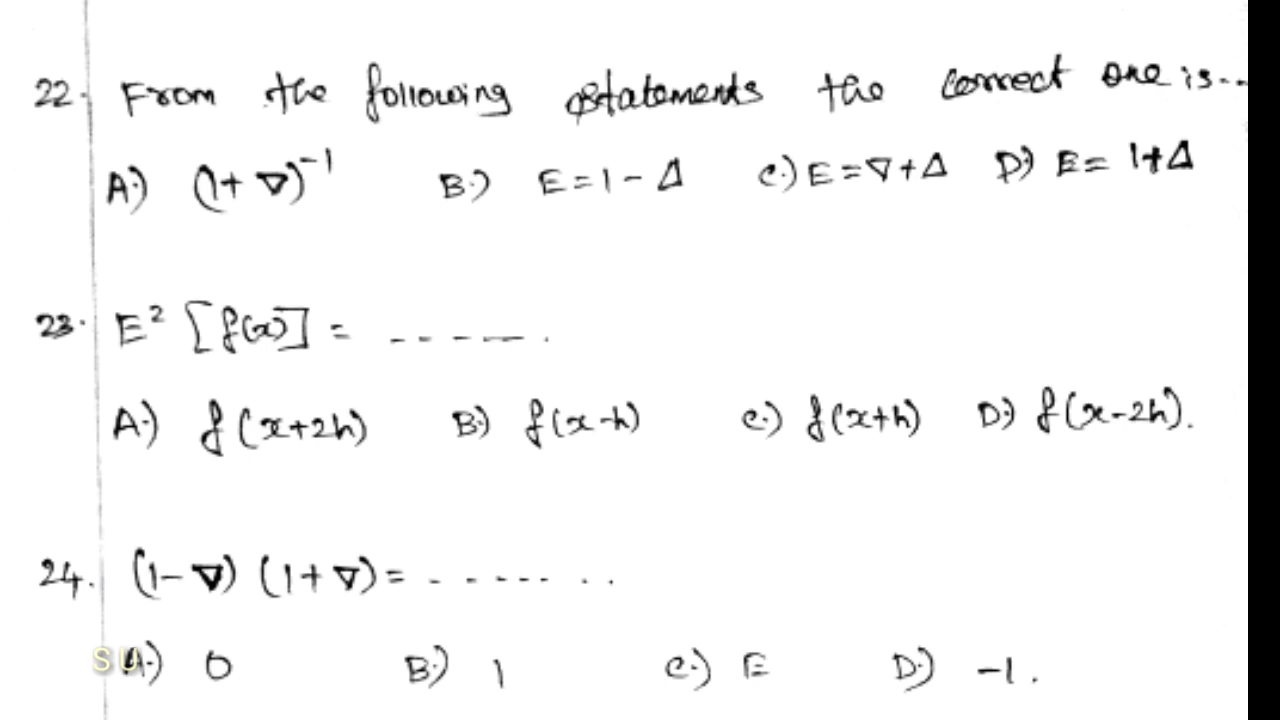 22. From the following statements the correct one is...
A.) (1+ ∇)⁻¹ B.) E = 1 - Δ C.) E = ∇ + Δ D.) E = 1+Δ
23. E² [f(x)] = - - - - - - .
A.) f(x+2h) B.) f(x-h) C.) f(x+h) D.) f(x-2h).
24. (1-∇) (1+∇) = - - - - - - . .
SU A.) 0 B.) 1 C.) E D.) -1.